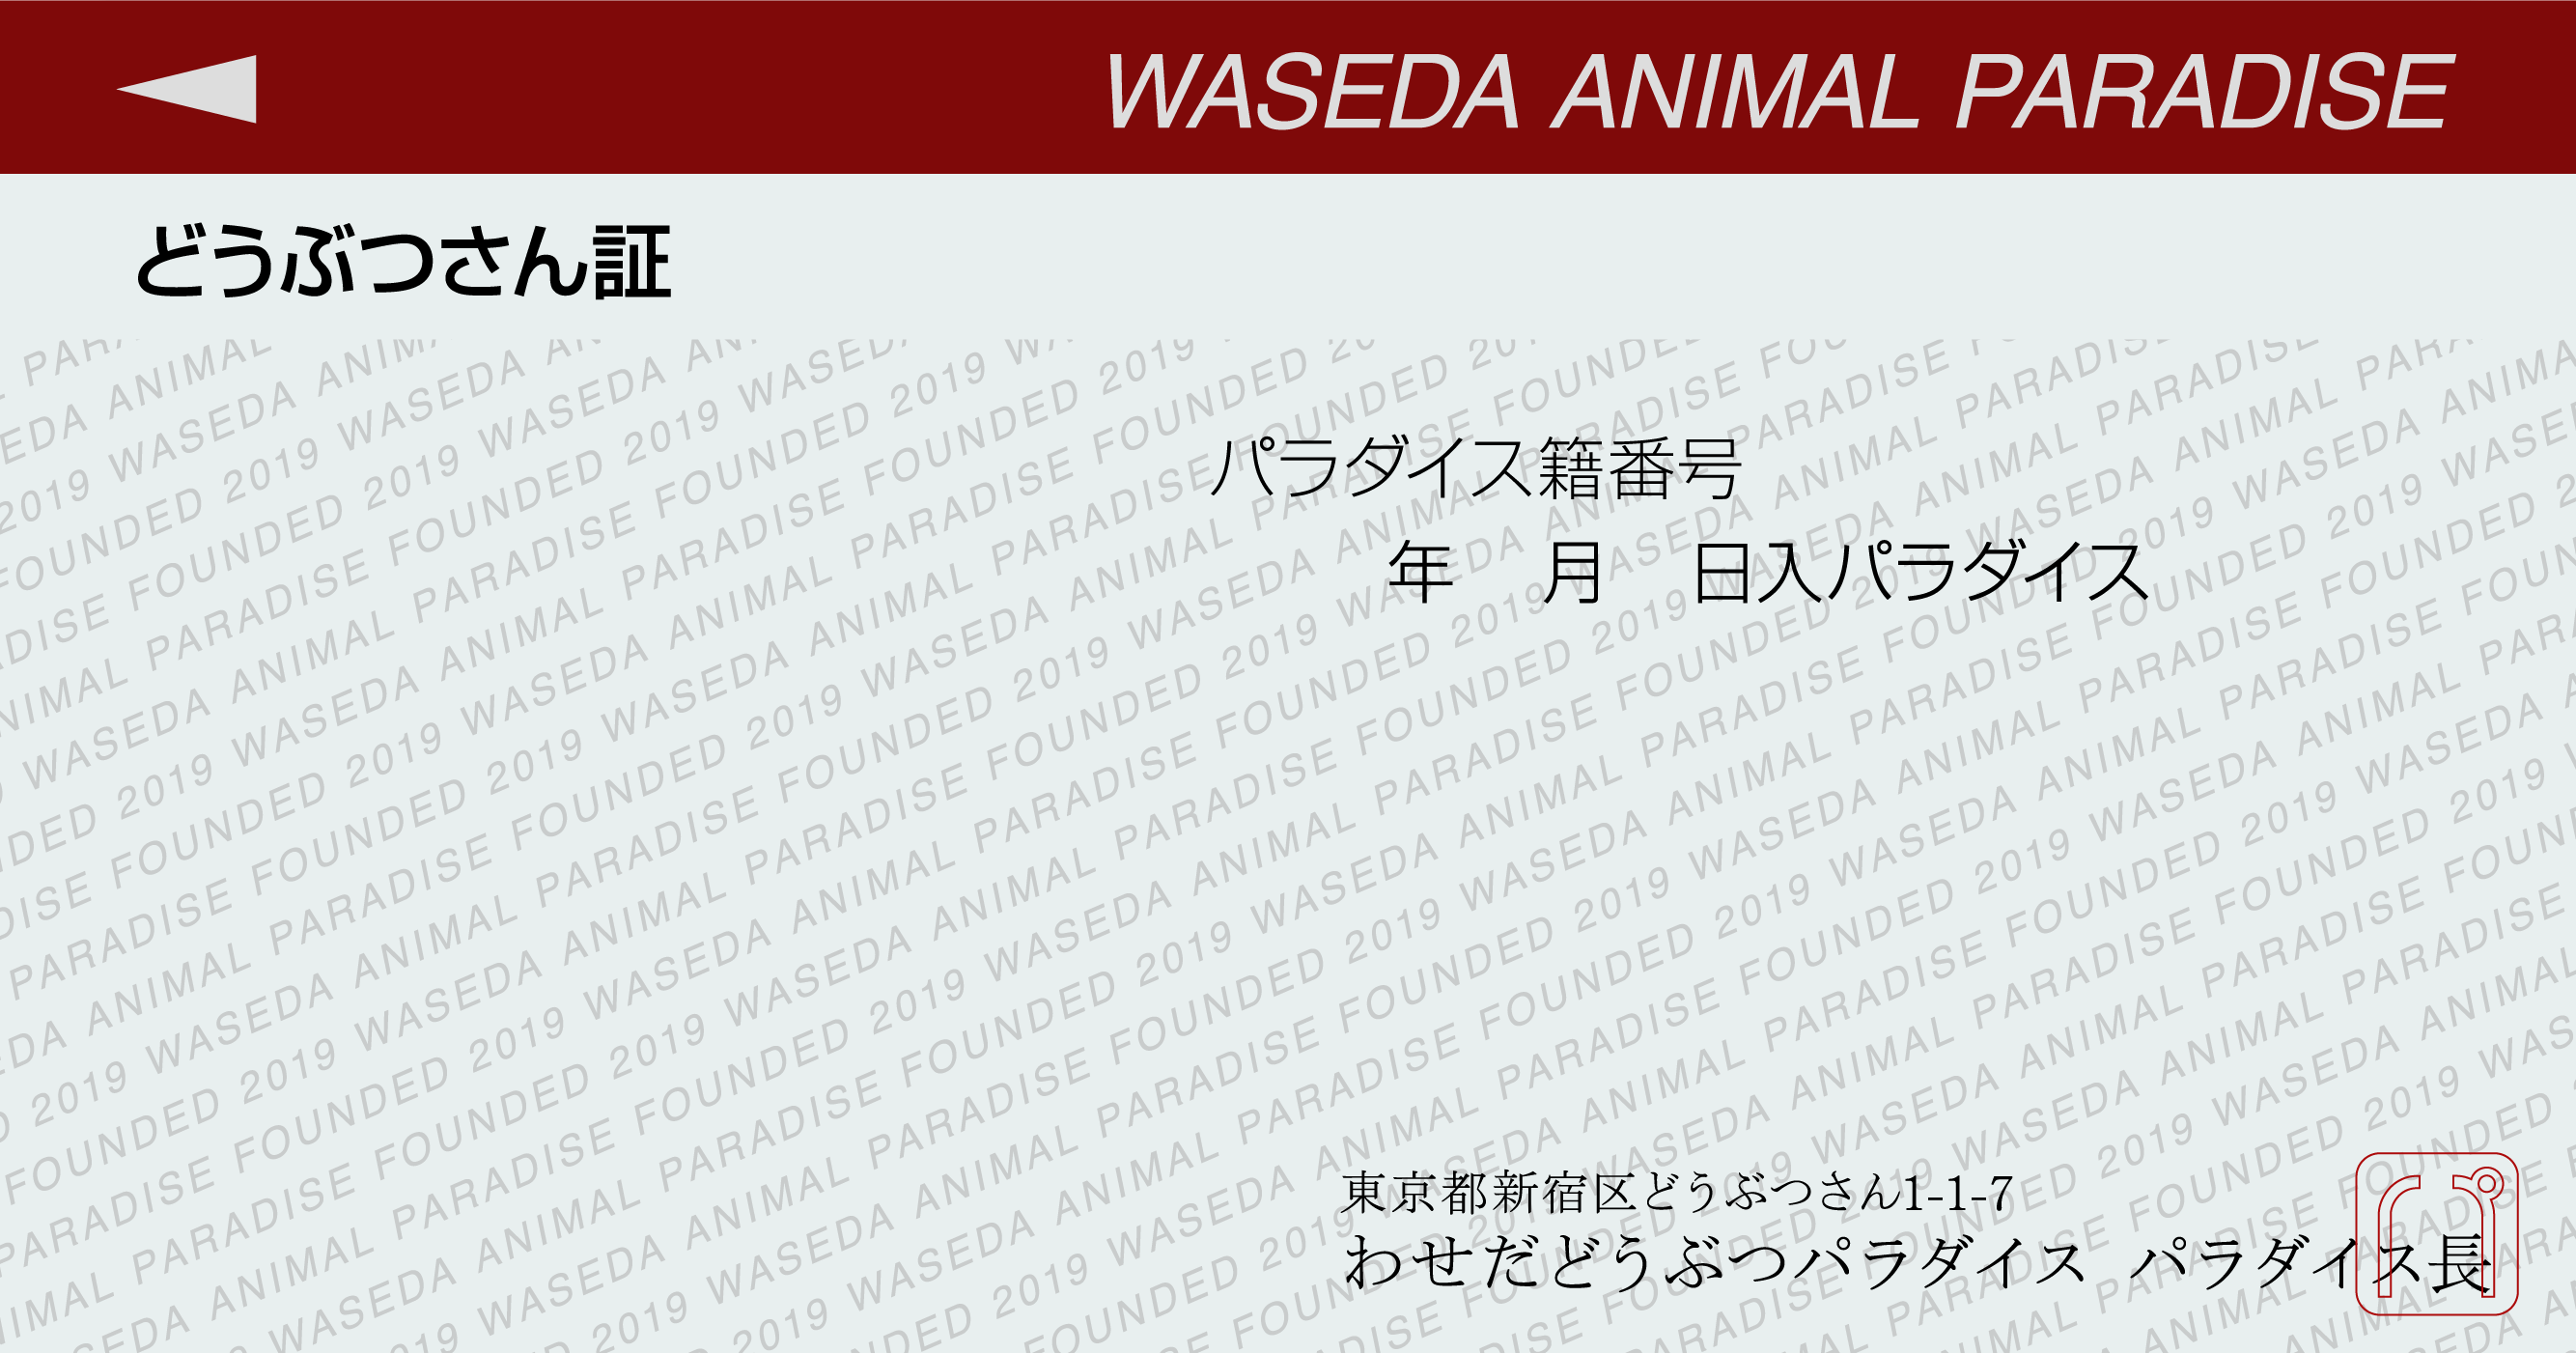 WASEDA ANIMAL PARADISE
どうぶつさん証
パラダイス籍番号
年 月 日入パラダイス
東京都新宿区どうぶつさん1-1-7
わせだどうぶつパラダイス パラダイス長
パ
WASEDA ANIMAL PARADISE FOUNDED 2019